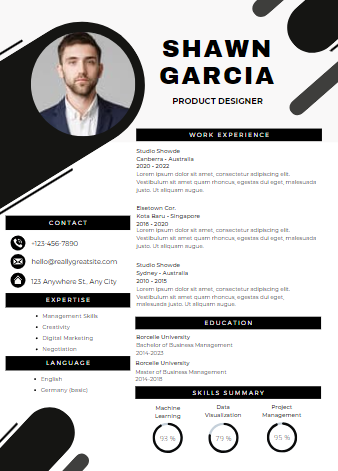 SHAWN
GARCIA
PRODUCT DESIGNER
WORK EXPERIENCE
Studio Showde
Canberra - Australia
2020 - 2022
Lorem ipsum dolor sit amet, consectetur adipiscing elit.
Vestibulum sit amet quam rhoncus, egestas dui eget, malesuada
justo. Ut aliquam augue.
Elsetown Cor.
Kota Baru - Singapore
2016 - 2020
Lorem ipsum dolor sit amet, consectetur adipiscing elit.
Vestibulum sit amet quam rhoncus, egestas dui eget, malesuada
justo. Ut aliquam augue.
Studio Showde
Sydney - Australia
2010 - 2015
Lorem ipsum dolor sit amet, consectetur adipiscing elit.
Vestibulum sit amet quam rhoncus, egestas dui eget,
malesuada justo. Ut aliquam augue.
CONTACT
+123-456-7890
hello@reallygreatsite.com
123 Anywhere St., Any City
EXPERTISE
Management Skills
Creativity
Digital Marketing
Negotiation
LANGUAGE
English
Germany (basic)
EDUCATION
Borcelle University
Bachelor of Business Management
2014-2023
Borcelle University
Master of Business Management
2014-2018
SKILLS SUMMARY
Machine
Learning
Data
Visualization
Project
Management
93 %
79 %
95 %